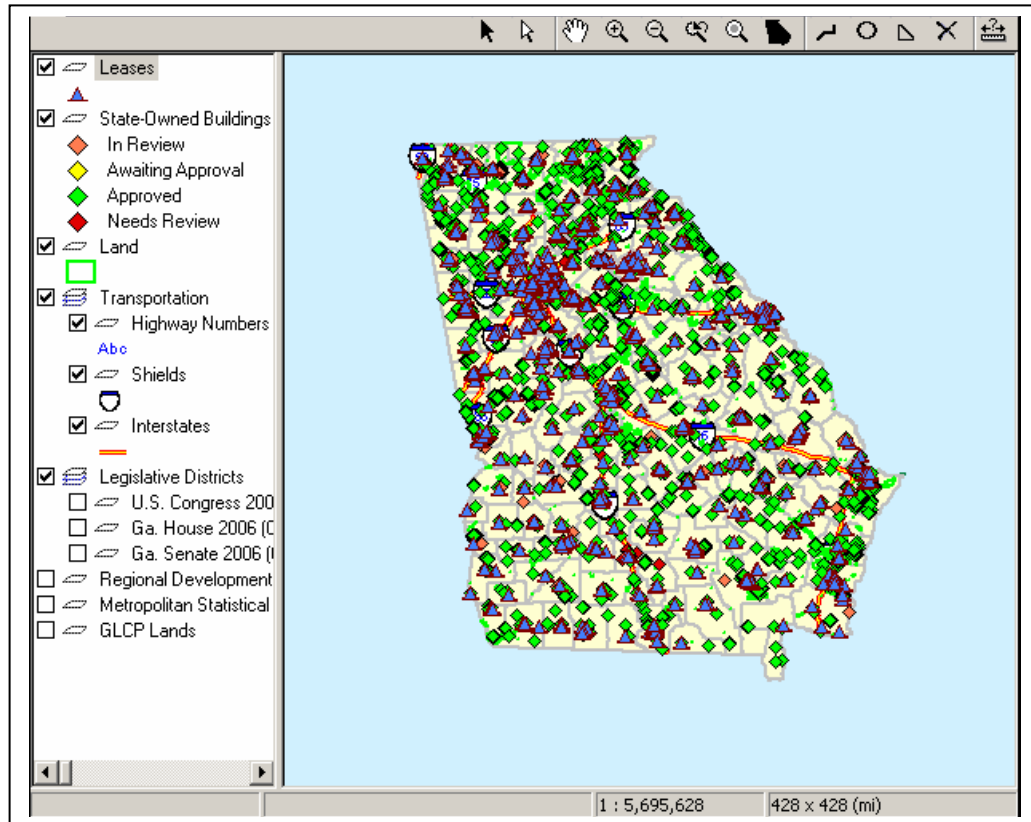 Leases
State-Owned Buildings
In Review
Awaiting Approval
Approved
Needs Review
Land
Transportation
Highway Numbers
Abc
Shields
Interstates
Legislative Districts
U.S. Congress 200
Ga. House 2006 (C
Ga. Senate 2006 (
Regional Development
Metropolitan Statistical
GLCP Lands
16
1 : 5,695,628
428 x 428 (mi)